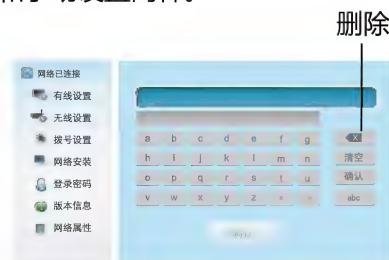 删除
网络已连接
有线设置
无线设置
拨号设置
网络安装
登录密码
版本信息
网络属性
a b c d e f g
h i j k l m n 清空
o p q r s t u 确认
v w x y z abc